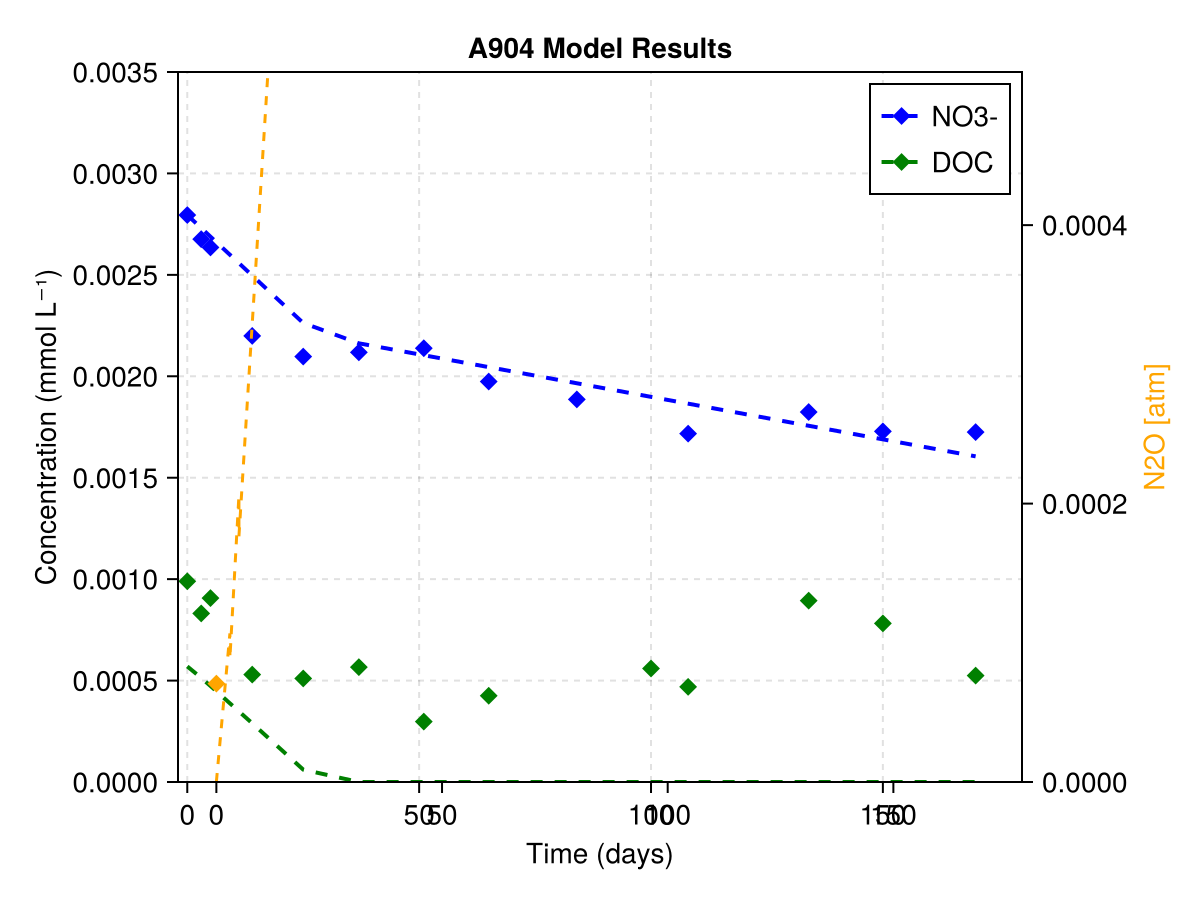 A904 Model Results
0.0035
0.0030
0.0025
0.0020
0.0015
0.0010
0.0005
0.0000
Concentration (mmol L⁻¹)
NO3-
DOC
0.0004
0.0002
0.0000
N2O [atm]
0 0 50 50 100 100 150 150
Time (days)